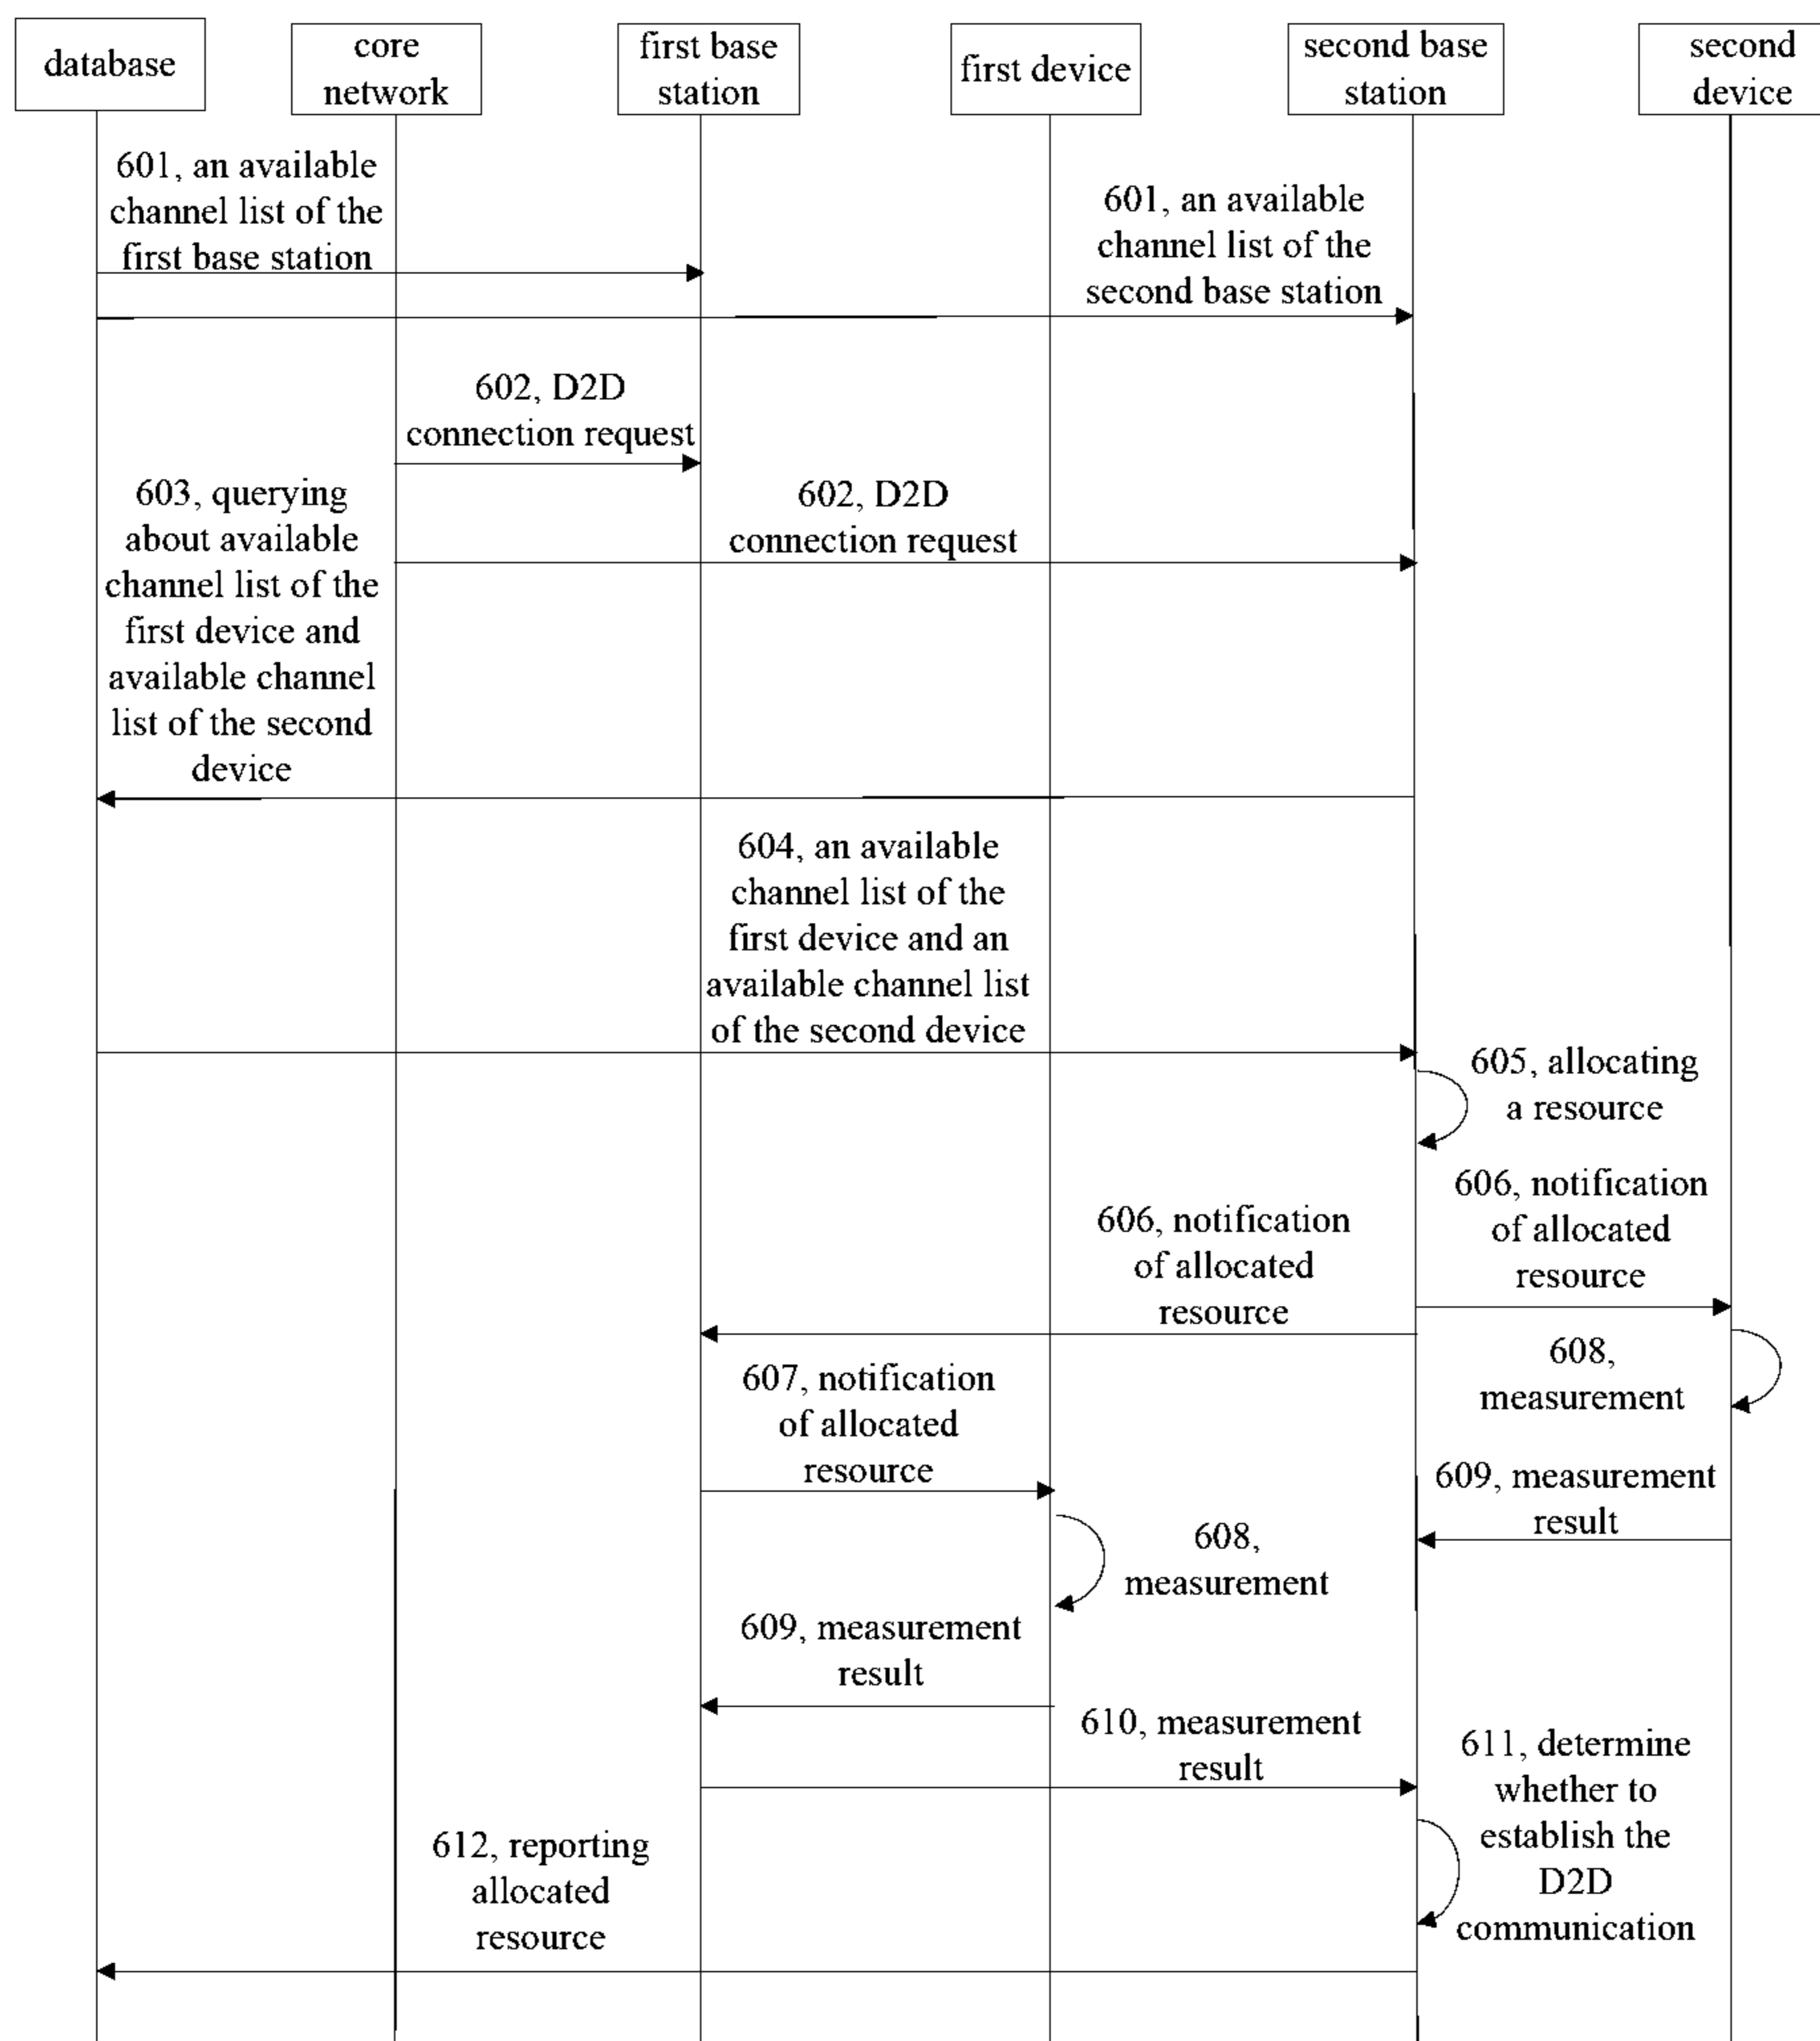 database
core
network
first base
station
first device
second base
station
second
device
601, an available
channel list of the
first base station
601, an available
channel list of the
second base station
602, D2D
connection request
603, querying
about available
channel list of the
first device and
available channel
list of the second
device
602, D2D
connection request
604, an available
channel list of the
first device and an
available channel list
of the second device
605, allocating
a resource
606, notification
of allocated
resource
606, notification
of allocated
resource
608,
measurement
607, notification
of allocated
resource
609, measurement
result
608,
measurement
609, measurement
result
610, measurement
result
611, determine
whether to
establish the
D2D
communication
612, reporting
allocated
resource